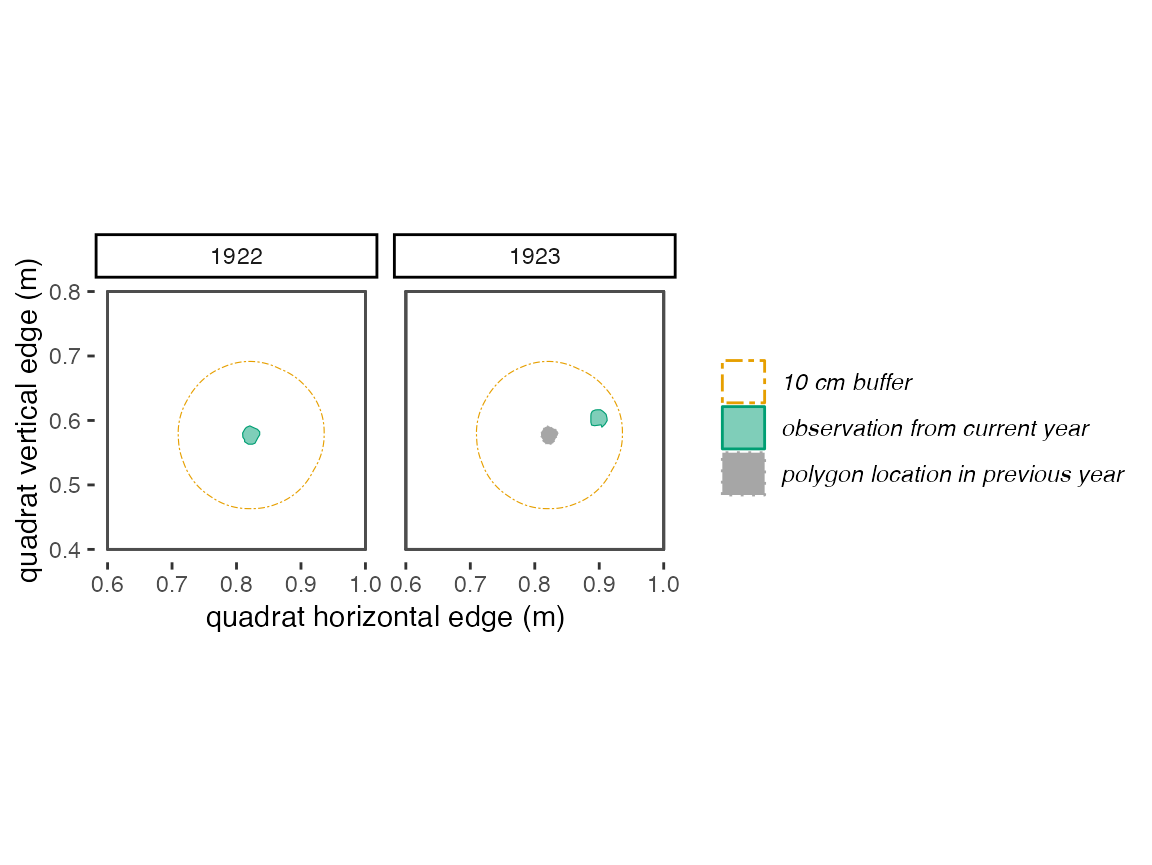 1922
1923
quadrat vertical edge (m)
0.8
0.7
0.6
0.5
0.4
0.6 0.7 0.8 0.9 1.0
0.6 0.7 0.8 0.9 1.0
quadrat horizontal edge (m)
10 cm buffer
observation from current year
polygon location in previous year